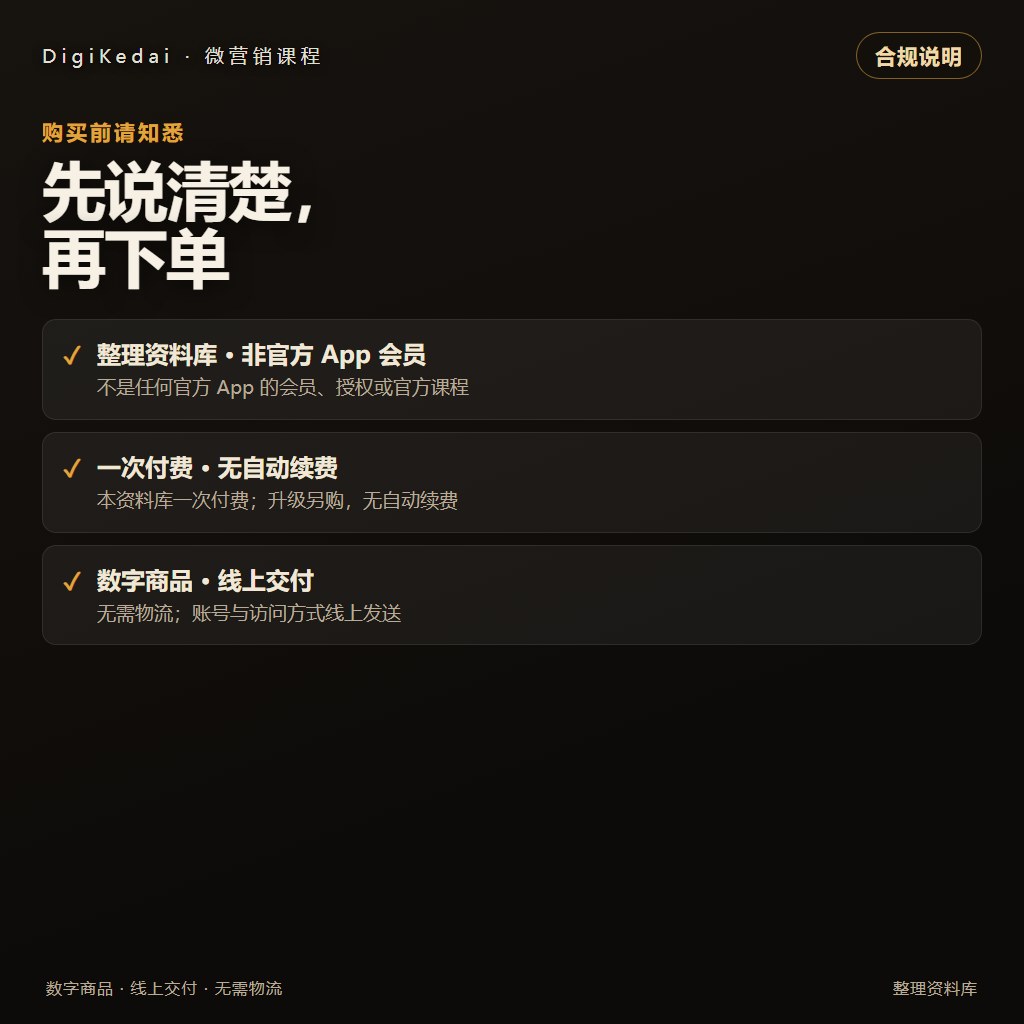 DigiKedai · 微营销课程
合规说明
购买前请知悉
先说清楚，
再下单
✓ 整理资料库 • 非官方 App 会员
不是任何官方 App 的会员、授权或官方课程
✓ 一次付费 • 无自动续费
本资料库一次付费；升级另购，无自动续费
✓ 数字商品 • 线上交付
无需物流；账号与访问方式线上发送
数字商品 · 线上交付 · 无需物流
整理资料库